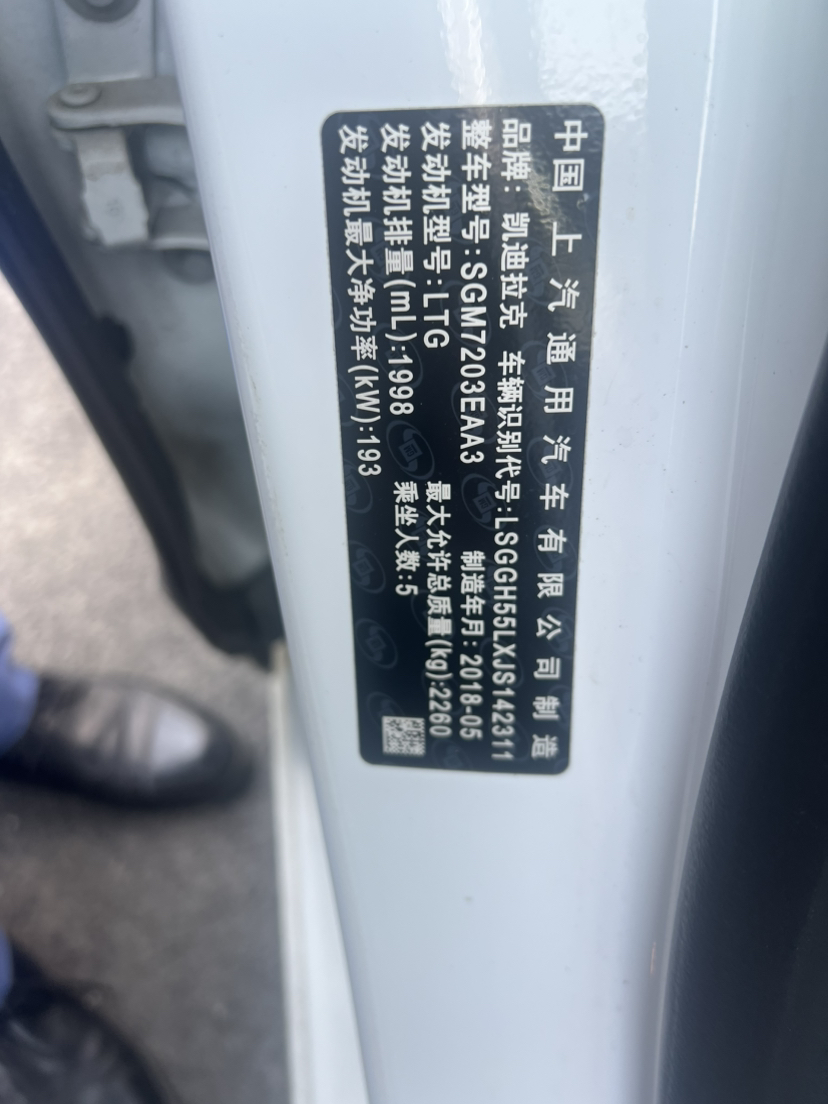 中国上汽通用汽车有限公司制造
品牌：凯迪拉克 车辆识别代号:LSGGH55LXJS142311
整车型号:SGM7203EAA3 制造年月:2018-05
发动机型号:LTG 最大允许总质量(kg):2260
发动机排量(mL):1998 乘坐人数:5
发动机最大净功率(kW):193